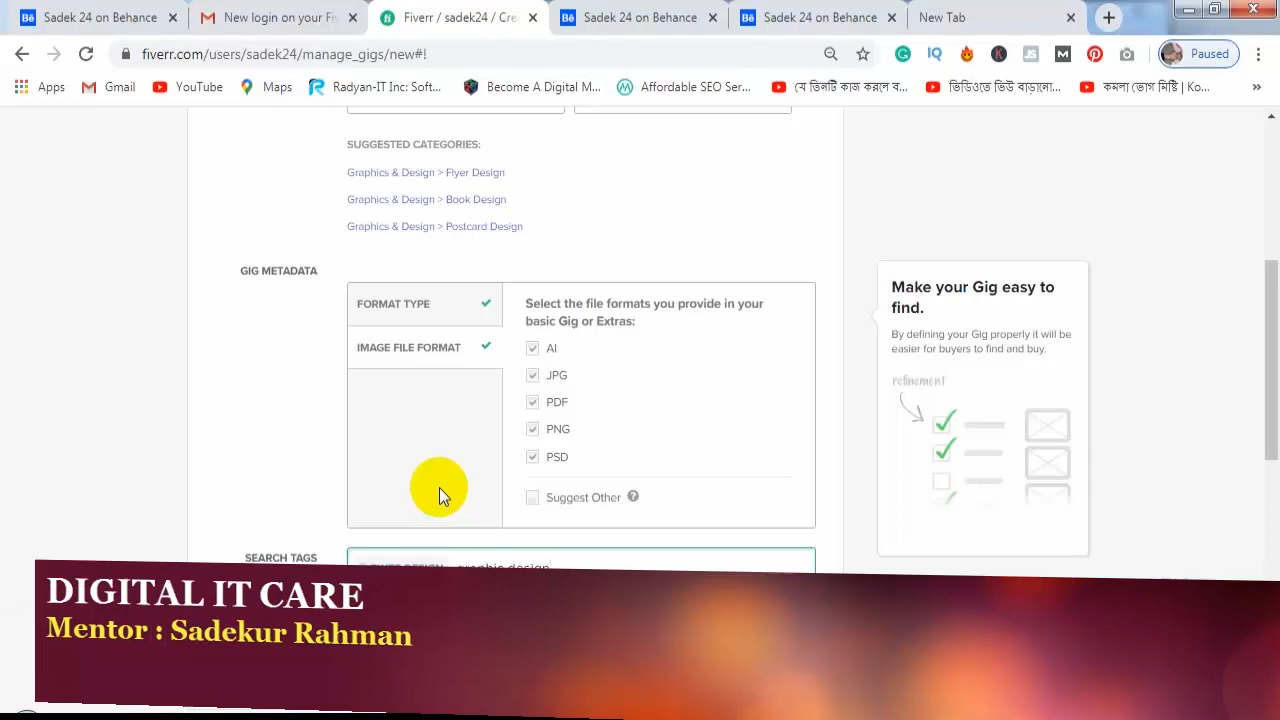 Sadek 24 on Behance
New login on your Fiv
Fiverr / sadek24 / Cre
Sadek 24 on Behance
Sadek 24 on Behance
New Tab
fiverr.com/users/sadek24/manage_gigs/new#!
Paused
Apps
Gmail
YouTube
Maps
Radyan-IT Inc: Soft...
Become A Digital M...
Affordable SEO Ser...
যে ডিনটি কাজ করলে ব...
ভিডিওতে ভিউ বাড়ানো...
কমলা ভোগ মিষ্টি | Ko...
SUGGESTED CATEGORIES:
Graphics & Design > Flyer Design
Graphics & Design > Book Design
Graphics & Design > Postcard Design
GIG METADATA
FORMAT TYPE
IMAGE FILE FORMAT
Select the file formats you provide in your
basic Gig or Extras:
AI
JPG
PDF
PNG
PSD
Suggest Other
Make your Gig easy to
find.
By defining your Gig properly it will be
easier for buyers to find and buy.
refinement
SEARCH TAGS
graphic design
DIGITAL IT CARE
Mentor : Sadekur Rahman